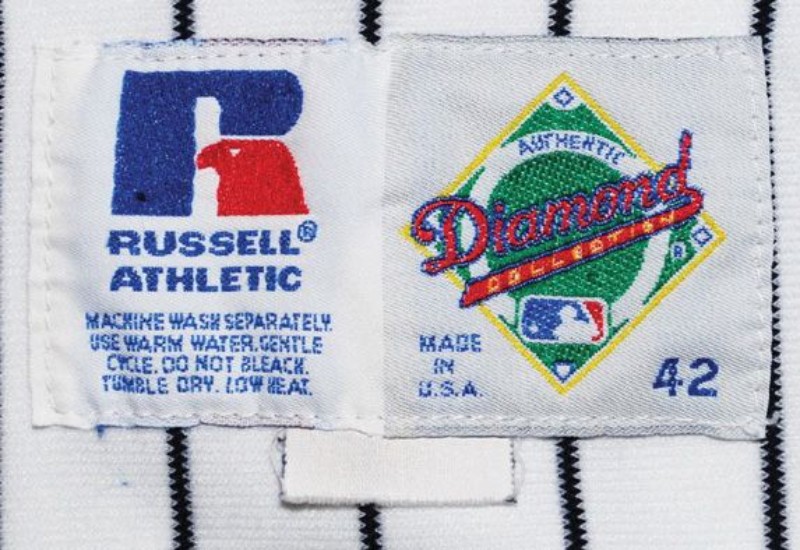 RUSSELL®
ATHLETIC
MACHINE WASH SEPARATELY.
USE WARM WATER. GENTLE
CYCLE. DO NOT BLEACH.
TUMBLE DRY. LOW HEAT.
AUTHENTIC
Diamond
COLLECTION
®
MADE
IN
U.S.A.
42